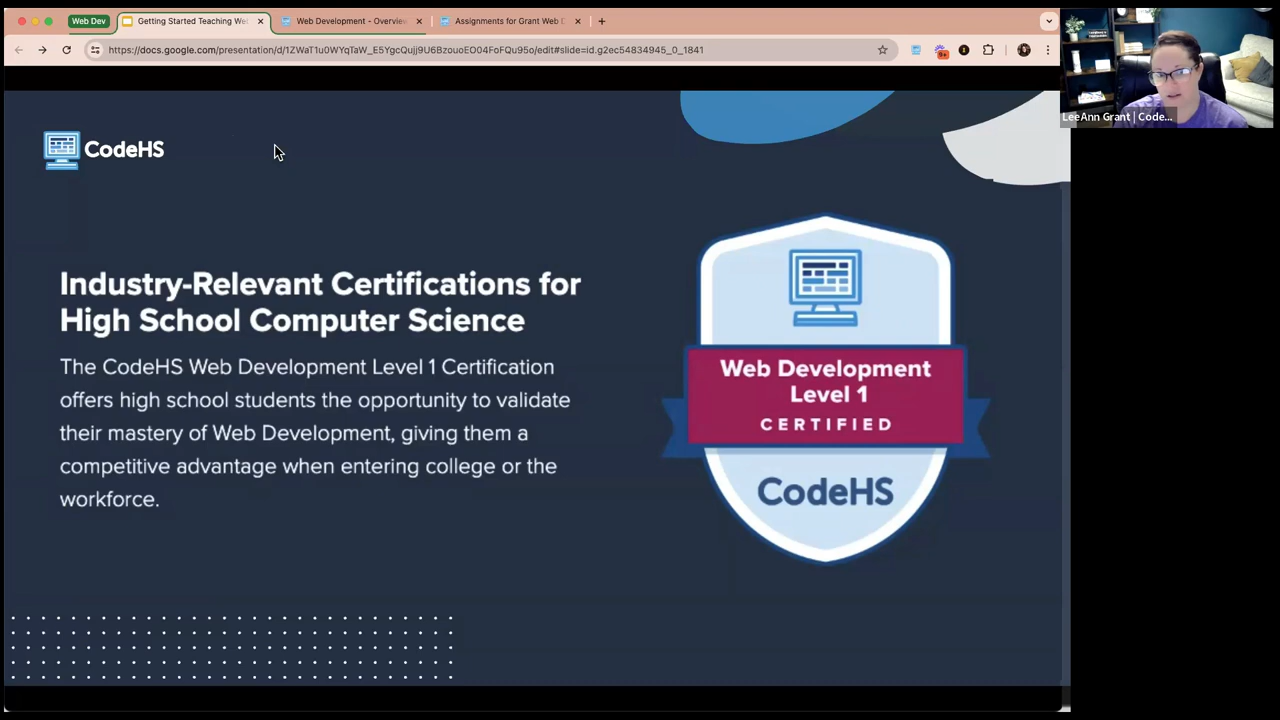 Web Dev
Getting Started Teaching We
Web Development - Overview
Assignments for Grant Web D
https://docs.google.com/presentation/d/1ZWaT1u0WYqTaW_E5YgcQujj9U6BzouoEO04FoFQu95o/edit#slide=id.g2ec54834945_0_1841
9+
LeeAnn Grant | Code...
CodeHS
Industry-Relevant Certifications for
High School Computer Science
The CodeHS Web Development Level 1 Certification
offers high school students the opportunity to validate
their mastery of Web Development, giving them a
competitive advantage when entering college or the
workforce.
Web Development
Level 1
CERTIFIED
CodeHS